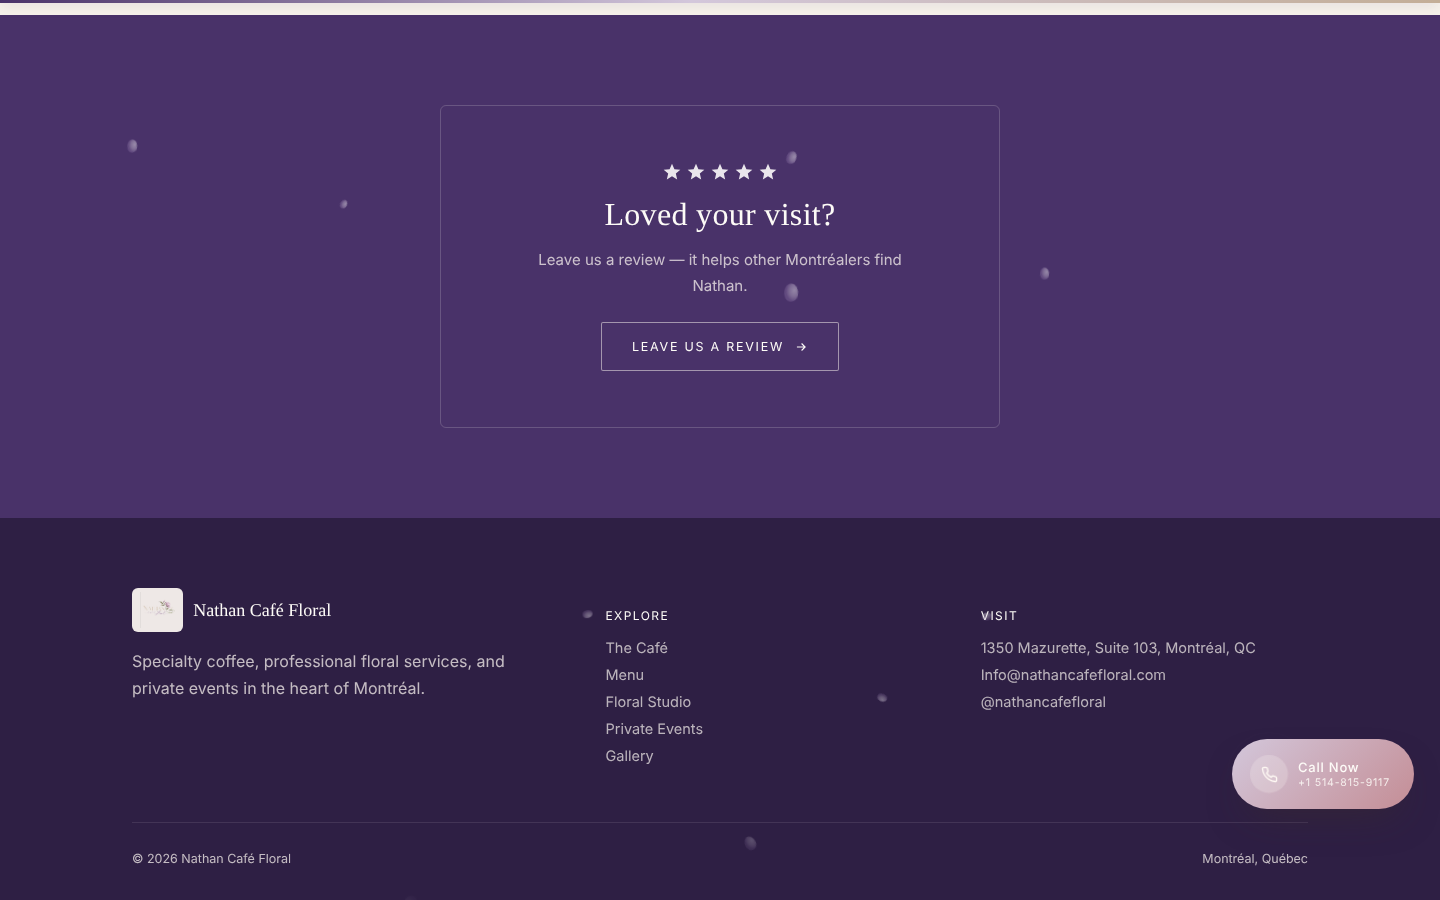 ★★★★★
Loved your visit?
Leave us a review — it helps other Montréalers find
Nathan.
LEAVE US A REVIEW →
Nathan Café Floral
Specialty coffee, professional floral services, and
private events in the heart of Montréal.
EXPLORE
The Café
Menu
Floral Studio
Private Events
Gallery
VISIT
1350 Mazurette, Suite 103, Montréal, QC
Info@nathancafefloral.com
@nathancafefloral
Call Now
+1 514-815-9117
© 2026 Nathan Café Floral
Montréal, Québec